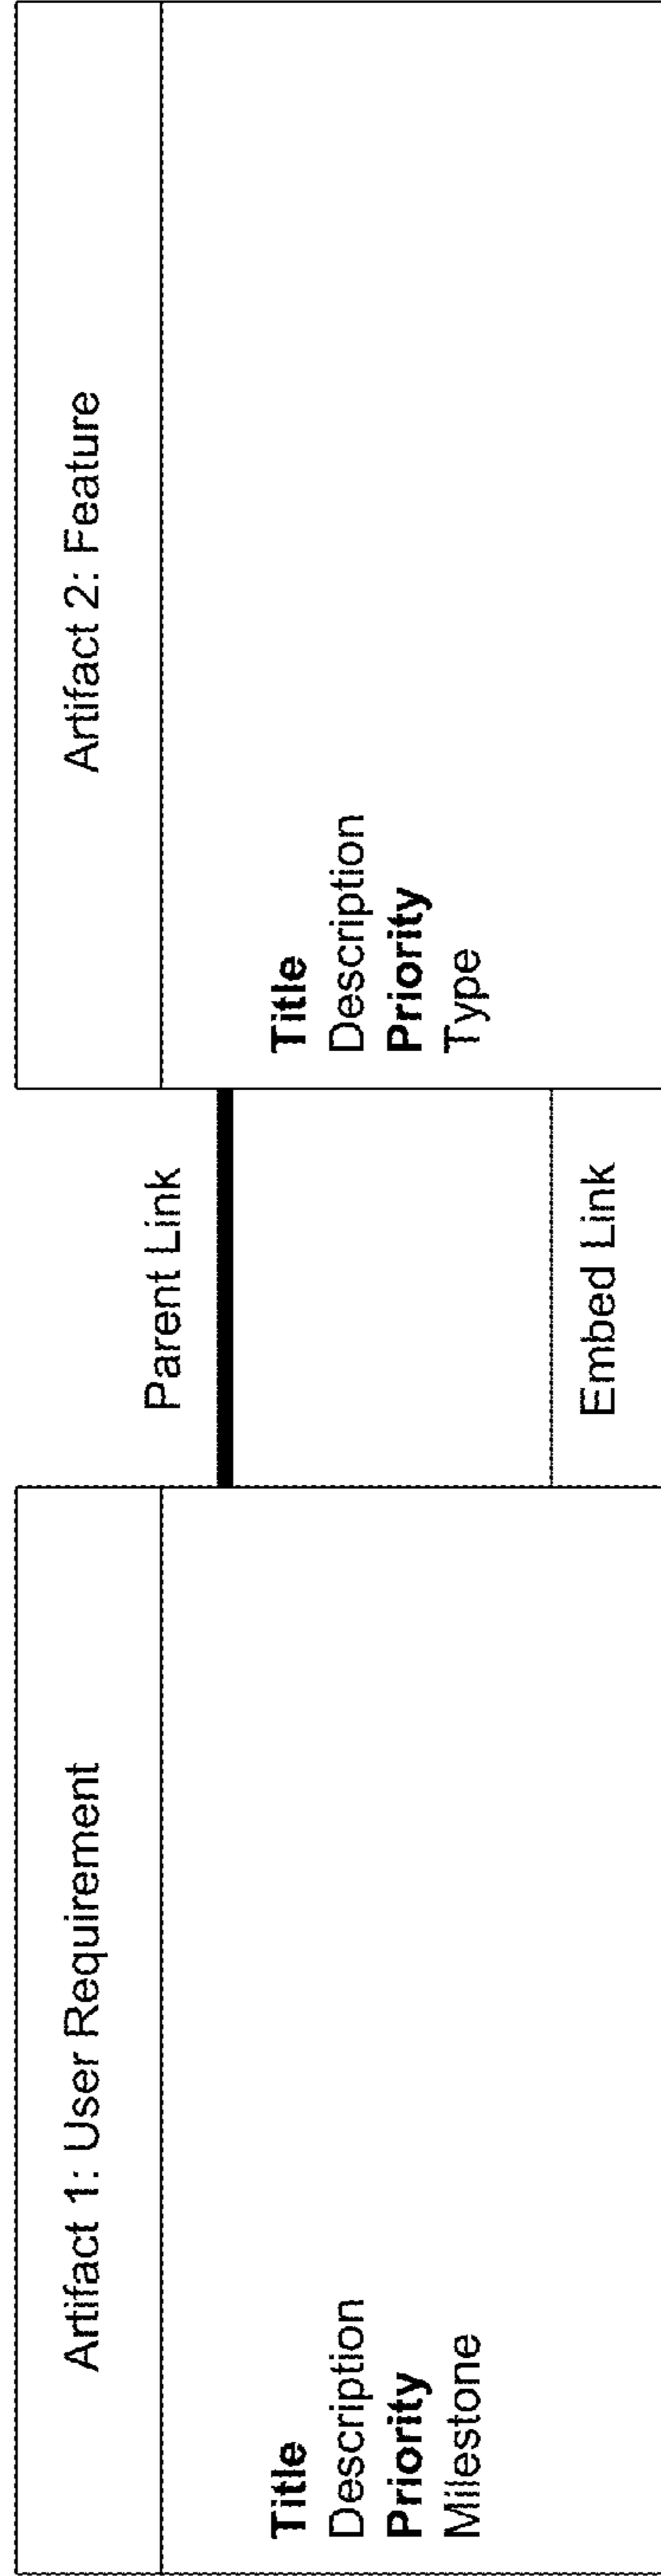 Artifact 1: User Requirement
Title
Description
Priority
Milestone
Parent Link
Embed Link
Artifact 2: Feature
Title
Description
Priority
Type